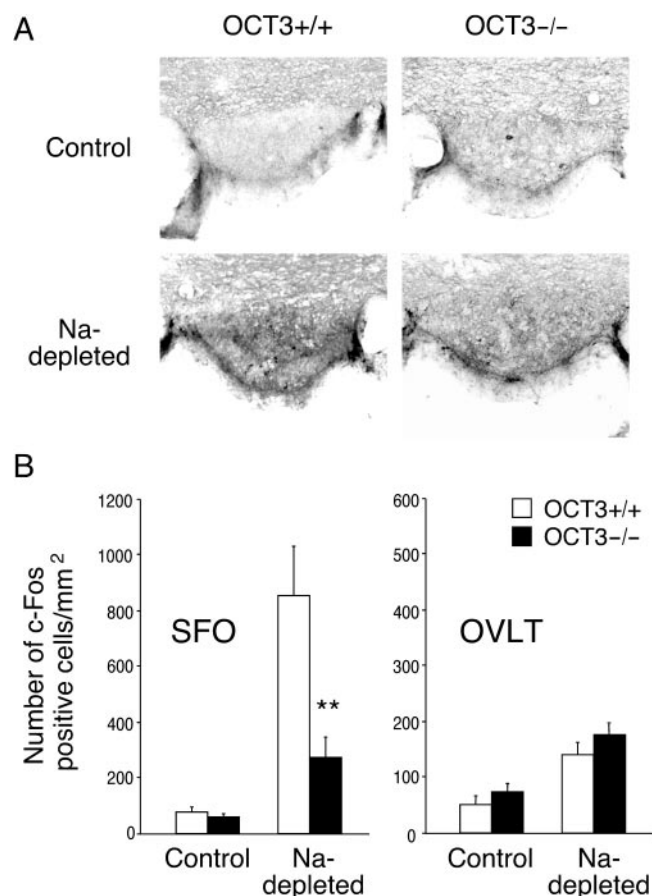 A
OCT3+/+
OCT3–/–
Control
Na-
depleted
B
Number of c-Fos
positive cells/mm2
1200
1000
800
600
400
200
0
SFO
**
Control
Na-
depleted
600
500
400
300
200
100
0
OCT3+/+
OCT3–/–
OVLT
Control
Na-
depleted